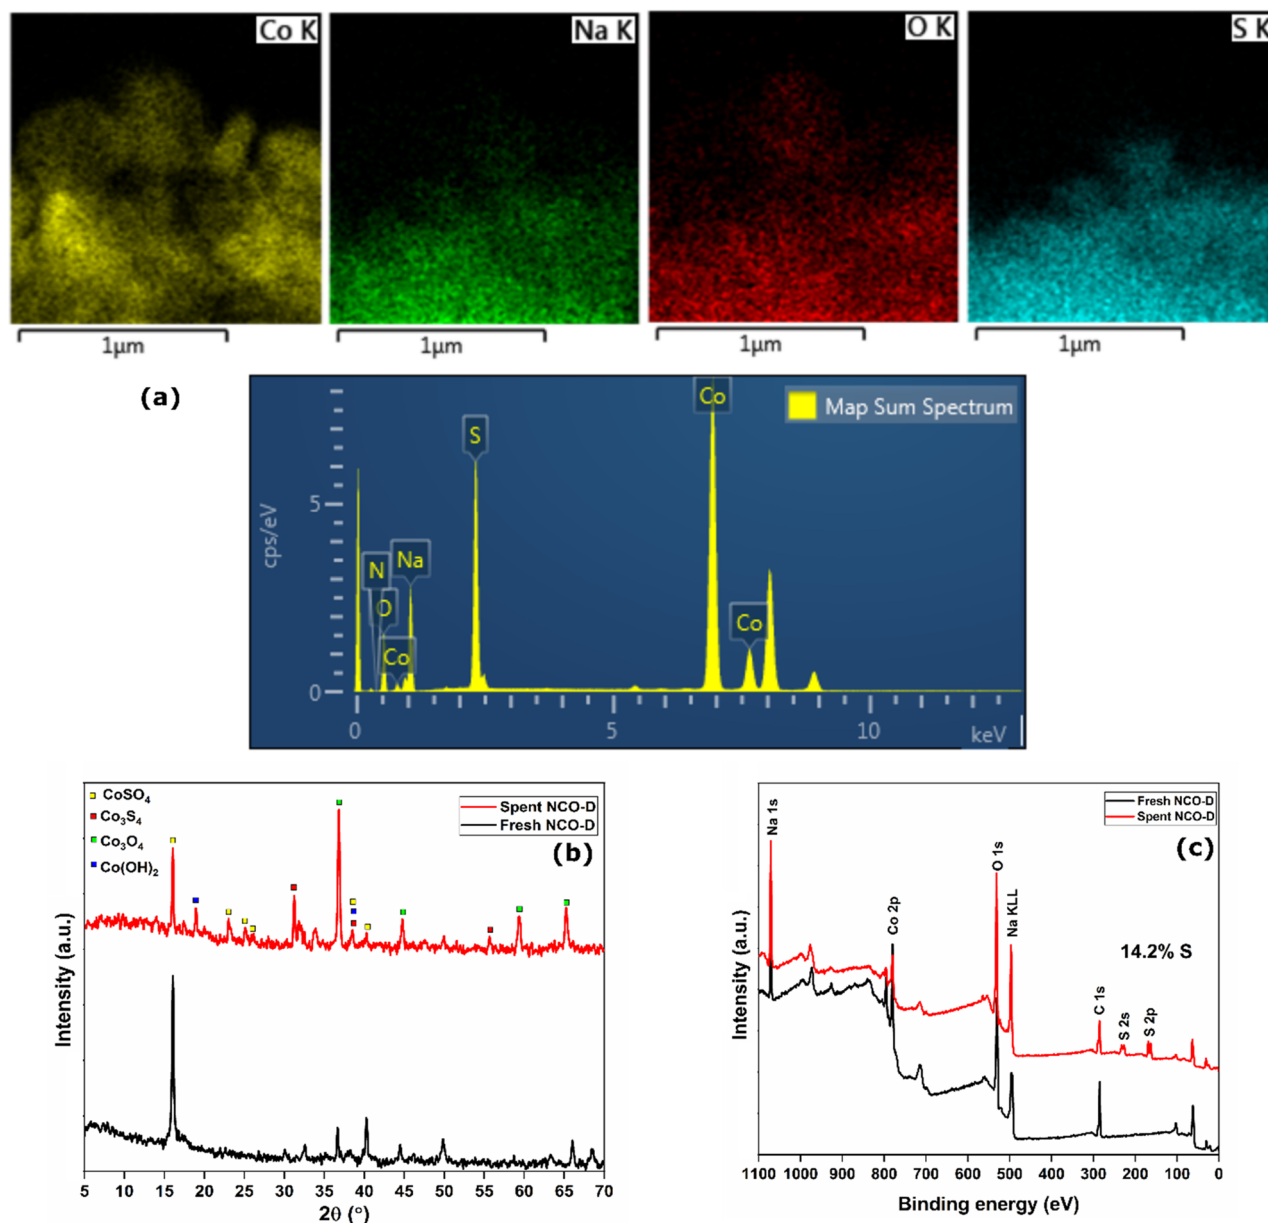 Co K
Na K
O K
S K
1μm
1μm
1μm
1μm
(a)
Map Sum Spectrum
Co
S
N
Na
O
Co
Co
cps/eV
5
0
0
5
10
keV
CoSO4
Co3S4
Co3O4
Co(OH)2
Spent NCO-D
Fresh NCO-D
(b)
Intensity (a.u.)
5 10 15 20 25 30 35 40 45 50 55 60 65 70
2θ (°)
Fresh NCO-D
Spent NCO-D
(c)
Na 1s
Co 2p
O 1s
Na KLL
C 1s
S 2s
S 2p
14.2% S
Intensity (a.u.)
1100 1000 900 800 700 600 500 400 300 200 100 0
Binding energy (eV)